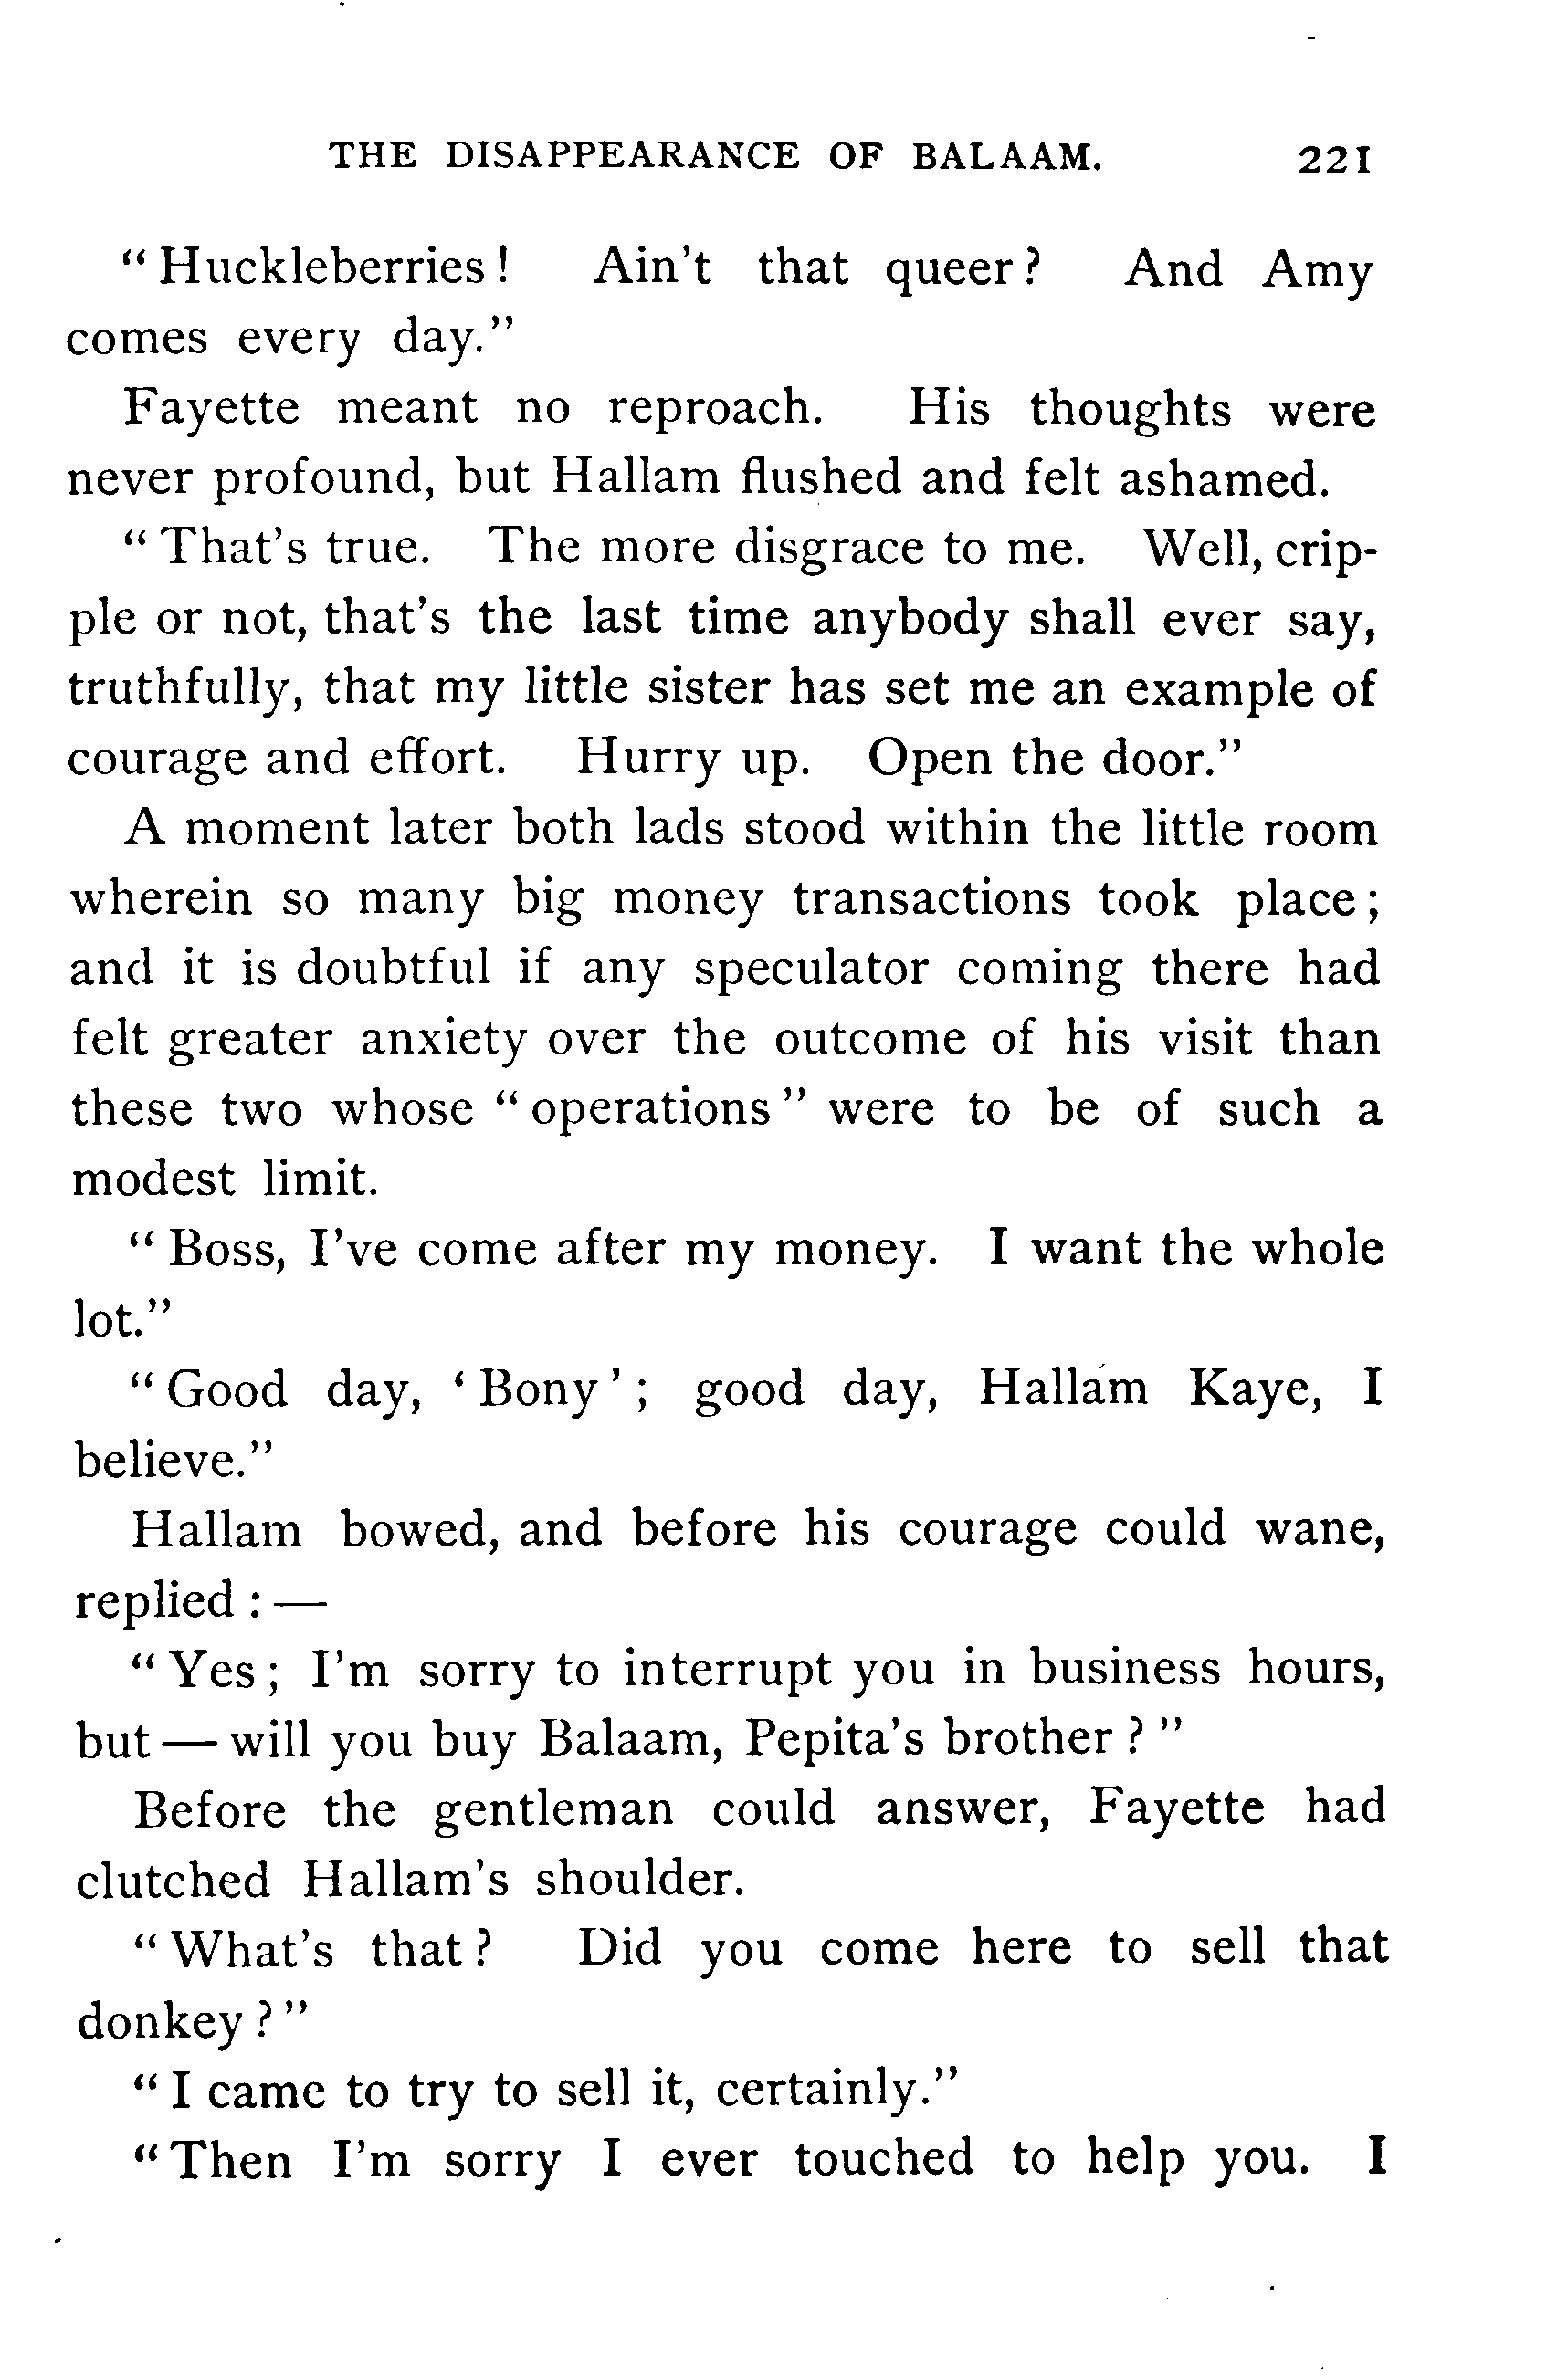 THE DISAPPEARANCE OF BALAAM. 221
“Huckleberries! Ain't that queer? And Amy
comes every day.”
Fayette meant no reproach. His thoughts were
never profound, but Hallam flushed and felt ashamed.
“That's true. The more disgrace to me. Well, crip-
ple or not, that's the last time anybody shall ever say,
truthfully, that my little sister has set me an example of
courage and effort. Hurry up. Open the door.”
A moment later both lads stood within the little room
wherein so many big money transactions took place;
and it is doubtful if any speculator coming there had
felt greater anxiety over the outcome of his visit than
these two whose “operations” were to be of such a
modest limit.
“Boss, I've come after my money. I want the whole
lot.”
“Good day, ‘Bony’; good day, Hallam Kaye, I
believe.”
Hallam bowed, and before his courage could wane,
replied:—
“Yes; I'm sorry to interrupt you in business hours,
but—will you buy Balaam, Pepita's brother?”
Before the gentleman could answer, Fayette had
clutched Hallam's shoulder.
“What's that? Did you come here to sell that
donkey?”
“I came to try to sell it, certainly.”
“Then I'm sorry I ever touched to help you. I